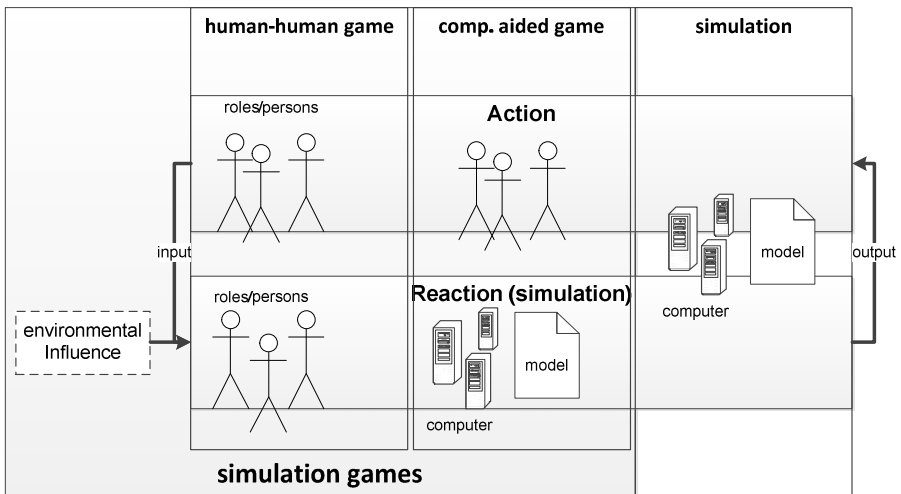 human-human game
comp. aided game
simulation
roles/persons
Action
input
model
output
computer
roles/persons
Reaction (simulation)
environmental
Influence
model
computer
simulation games